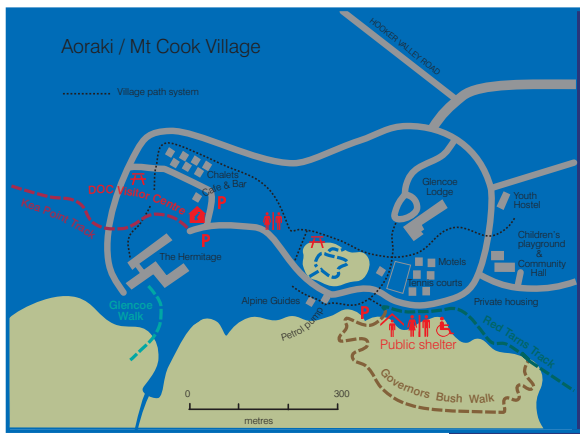 Aoraki / Mt Cook Village
HOOKER VALLEY ROAD
Village path system
Chalets
Cafe & Bar
DOC Visitor Centre
P
P
Kea Point Track
Glencoe
Lodge
Youth
Hostel
Children's
playground
&
Community
Hall
The Hermitage
Motels
Tennis courts
Glencoe
Walk
Alpine Guides
Petrol pump
P
Private housing
Public shelter
Red Tarns Track
Governors Bush Walk
0
300
metres